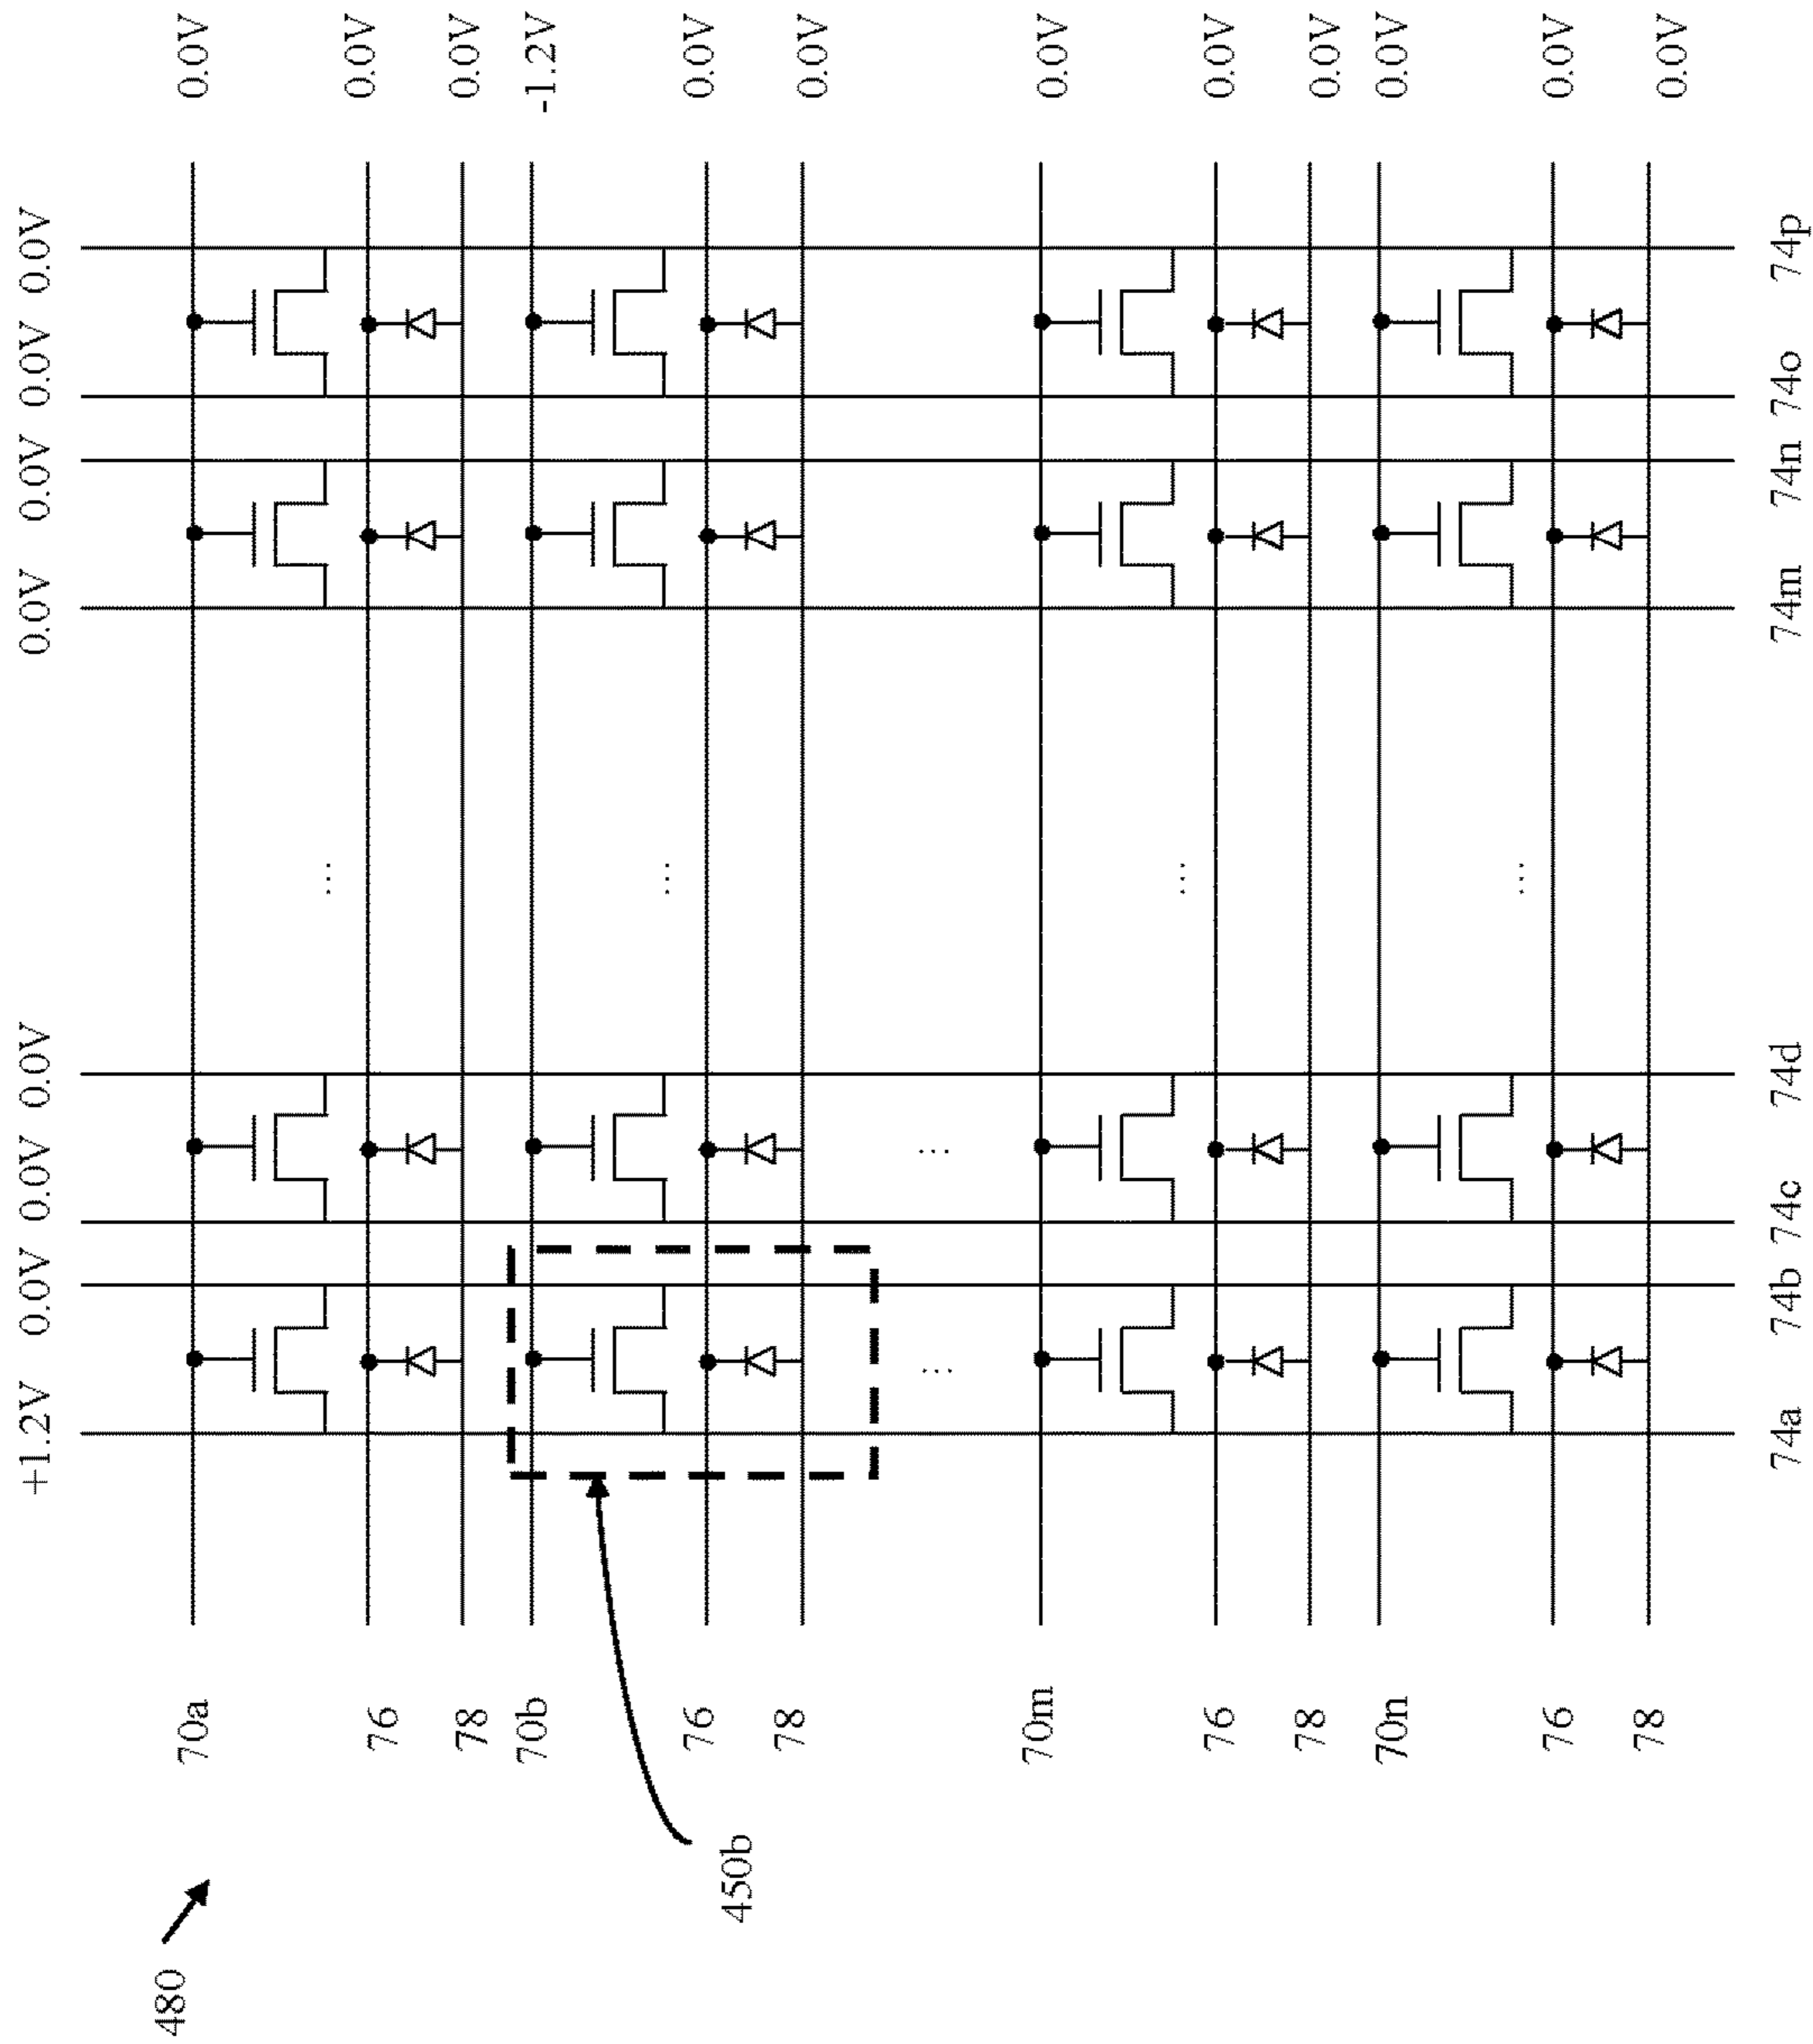 +1.2V 0.0V 0.0V 0.0V 0.0V 0.0V 0.0V 0.0V
70a 0.0V
76 0.0V
78 0.0V
70b -1.2V
76 0.0V
78 0.0V
...
...
... ...
70m 0.0V
76 0.0V
78 0.0V
70n 0.0V
76 0.0V
78 0.0V
...
...
74a 74b 74c 74d 74m 74n 74o 74p
450b
480